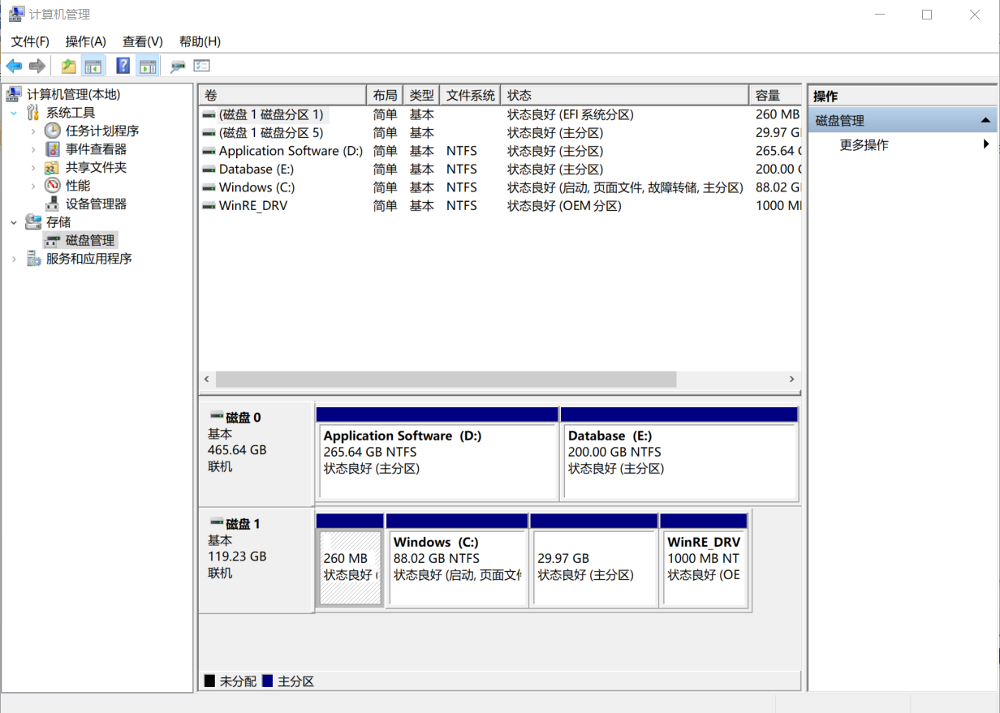 计算机管理
文件(F) 操作(A) 查看(V) 帮助(H)
计算机管理(本地)
系统工具
任务计划程序
事件查看器
共享文件夹
性能
设备管理器
存储
磁盘管理
服务和应用程序
卷 布局 类型 文件系统 状态 容量
(磁盘 1 磁盘分区 1) 简单 基本 状态良好 (EFI 系统分区) 260 MB
(磁盘 1 磁盘分区 5) 简单 基本 状态良好 (主分区) 29.97 G
Application Software (D:) 简单 基本 NTFS 状态良好 (主分区) 265.64
Database (E:) 简单 基本 NTFS 状态良好 (主分区) 200.00
Windows (C:) 简单 基本 NTFS 状态良好 (启动, 页面文件, 故障转储, 主分区) 88.02 G
WinRE_DRV 简单 基本 NTFS 状态良好 (OEM 分区) 1000 M
磁盘 0
基本
465.64 GB
联机
Application Software (D:)
265.64 GB NTFS
状态良好 (主分区)
Database (E:)
200.00 GB NTFS
状态良好 (主分区)
磁盘 1
基本
119.23 GB
联机
260 MB
状态良好 (
Windows (C:)
88.02 GB NTFS
状态良好 (启动, 页面文
29.97 GB
状态良好 (主分区)
WinRE_DRV
1000 MB NT
状态良好 (OE
未分配 主分区
操作
磁盘管理
更多操作